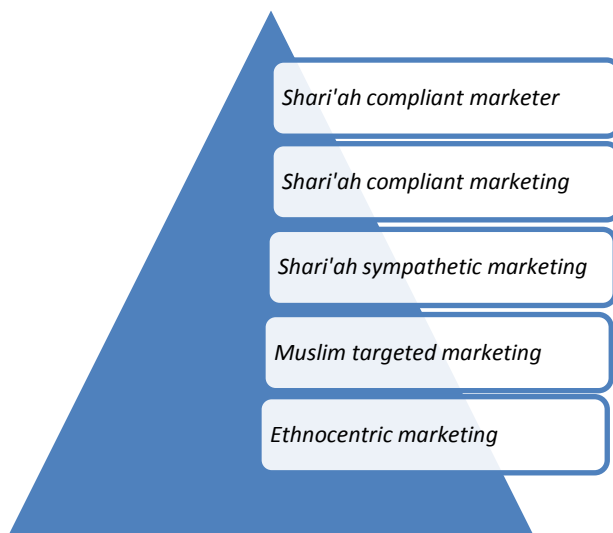 Shari'ah compliant marketer
Shari'ah compliant marketing
Shari'ah sympathetic marketing
Muslim targeted marketing
Ethnocentric marketing